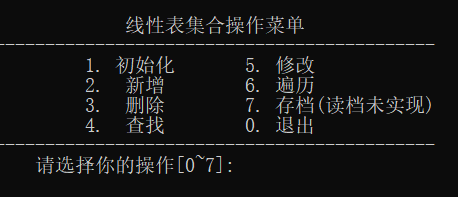 线性表集合操作菜单
--------------------------------------------
1. 初始化 5. 修改
2. 新增 6. 遍历
3. 删除 7. 存档(读档未实现)
4. 查找 0. 退出
--------------------------------------------
请选择你的操作[0~7]: